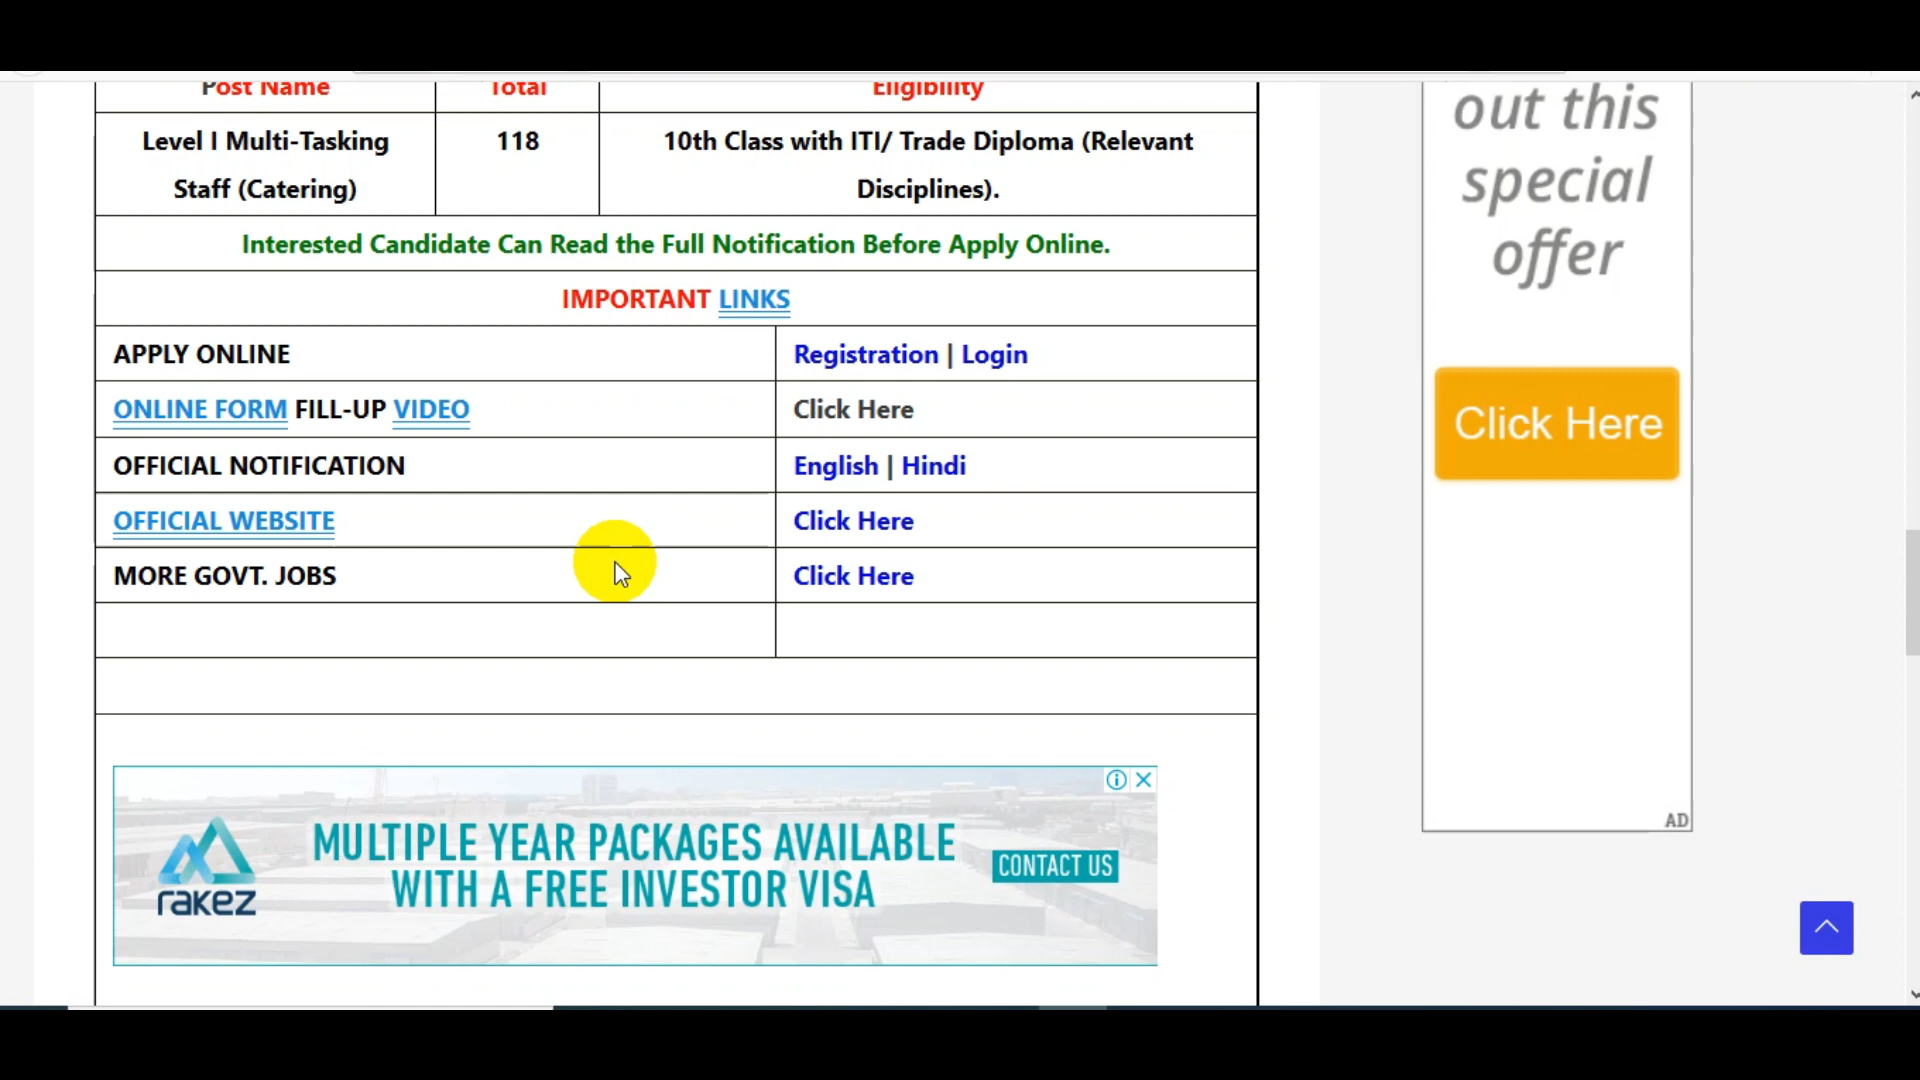 Post Name Total Eligibility
Level I Multi-Tasking Staff (Catering) 118 10th Class with ITI/ Trade Diploma (Relevant Disciplines).
Interested Candidate Can Read the Full Notification Before Apply Online.
IMPORTANT LINKS
APPLY ONLINE Registration | Login
ONLINE FORM FILL-UP VIDEO Click Here
OFFICIAL NOTIFICATION English | Hindi
OFFICIAL WEBSITE Click Here
MORE GOVT. JOBS Click Here
rakez
MULTIPLE YEAR PACKAGES AVAILABLE
WITH A FREE INVESTOR VISA
CONTACT US
out this
special
offer
Click Here
AD